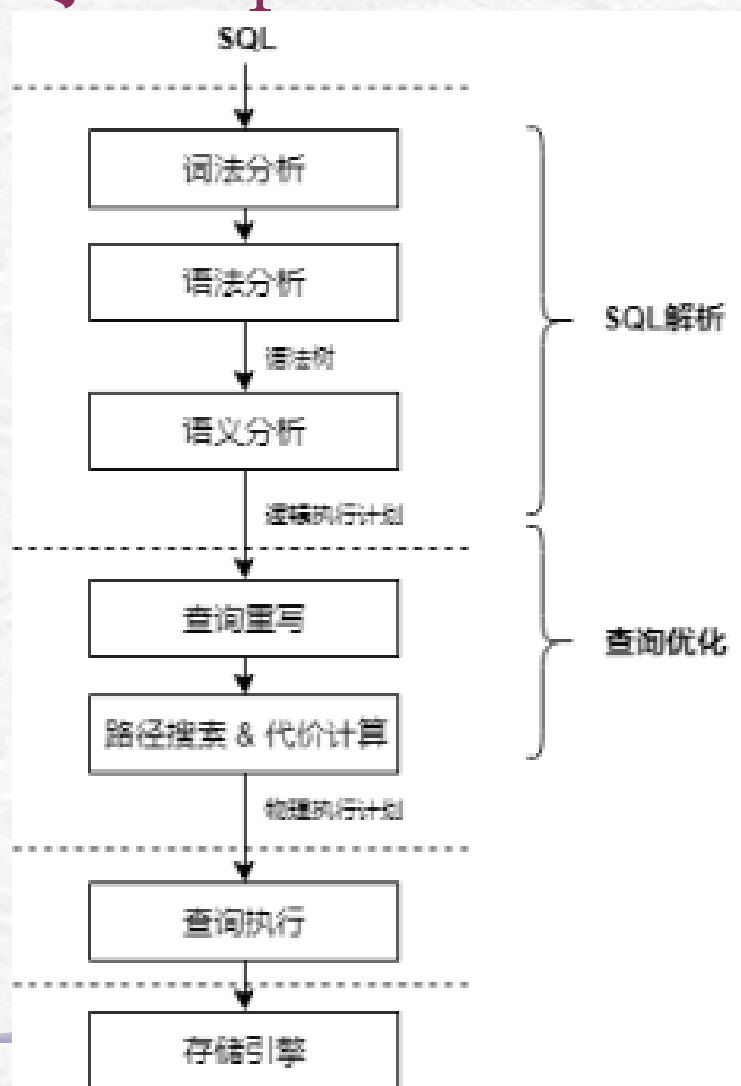 SQL
词法分析
语法分析
SQL解析
语法树
语义分析
逻辑执行计划
查询重写
查询优化
路径搜索 & 代价计算
物理执行计划
查询执行
存储引擎